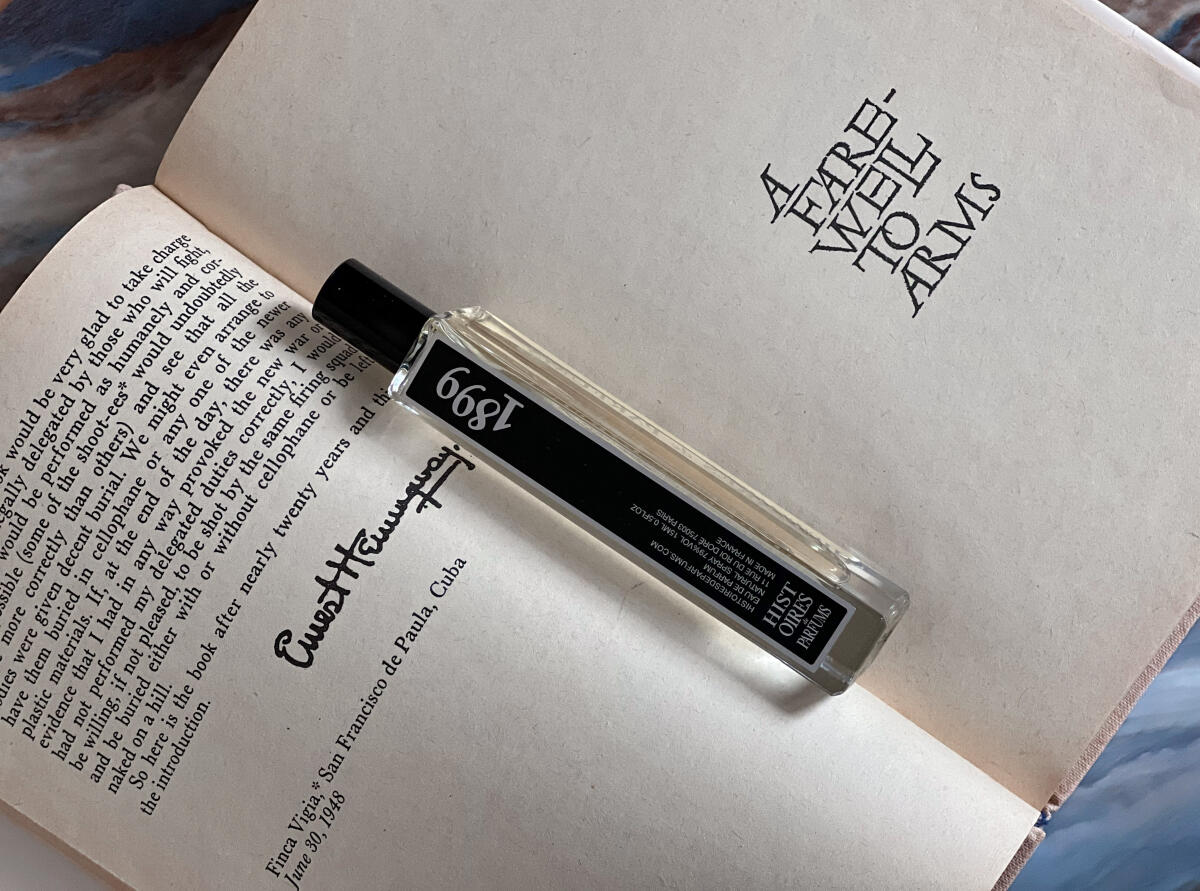 ok would be very glad to take charge
legally delegated by those who will fight,
would be performed as humanely and cor-
ossible (some of the shoot-ees* would undoubtedly
more correctly than others) and see that all the
odies were given decent burial. We might even arrange to
have them buried in cellophane or any one of the newer
plastic materials. If, at the end of the day, there was any
evidence that I had in any way provoked the new war or
had not performed my delegated duties correctly, I would
be willing, if not pleased, to be shot by the same firing squad
and be buried either with or without cellophane or be left
naked on a hill.
So here is the book after nearly twenty years and th
the introduction.
Ernest Hemingway
Finca Vigia,* San Francisco de Paula, Cuba
June 30, 1948
A
FARE-
WELL
TO
ARMS
1899
HISTOIRESDEPARFUMS.COM
EAU DE PARFUM
NATURAL SPRAY 79%VOL 15ML 0.5FLOZ
11 RUE DU ROI DORÉ 75003 PARIS
MADE IN FRANCE
HIST
OIRES
de
PARFUMS